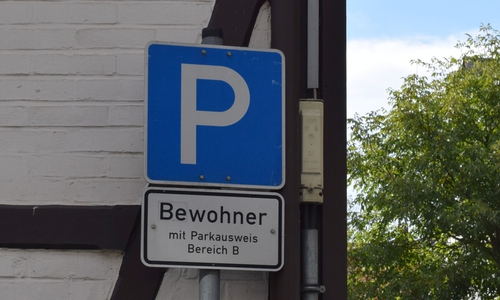 P
Bewohner
mit Parkausweis
Bereich B